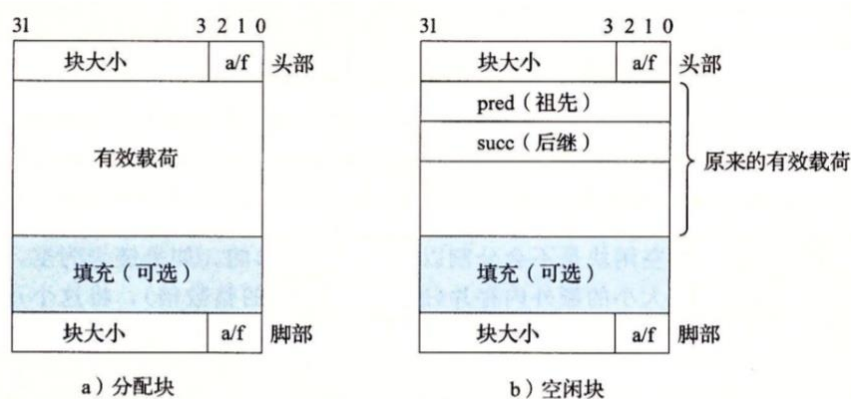 31 3 2 1 0
块大小 a/f 头部
有效载荷
填充（可选）
块大小 a/f 脚部
a）分配块
31 3 2 1 0
块大小 a/f 头部
pred（祖先）
succ（后继）
原来的有效载荷
填充（可选）
块大小 a/f 脚部
b）空闲块